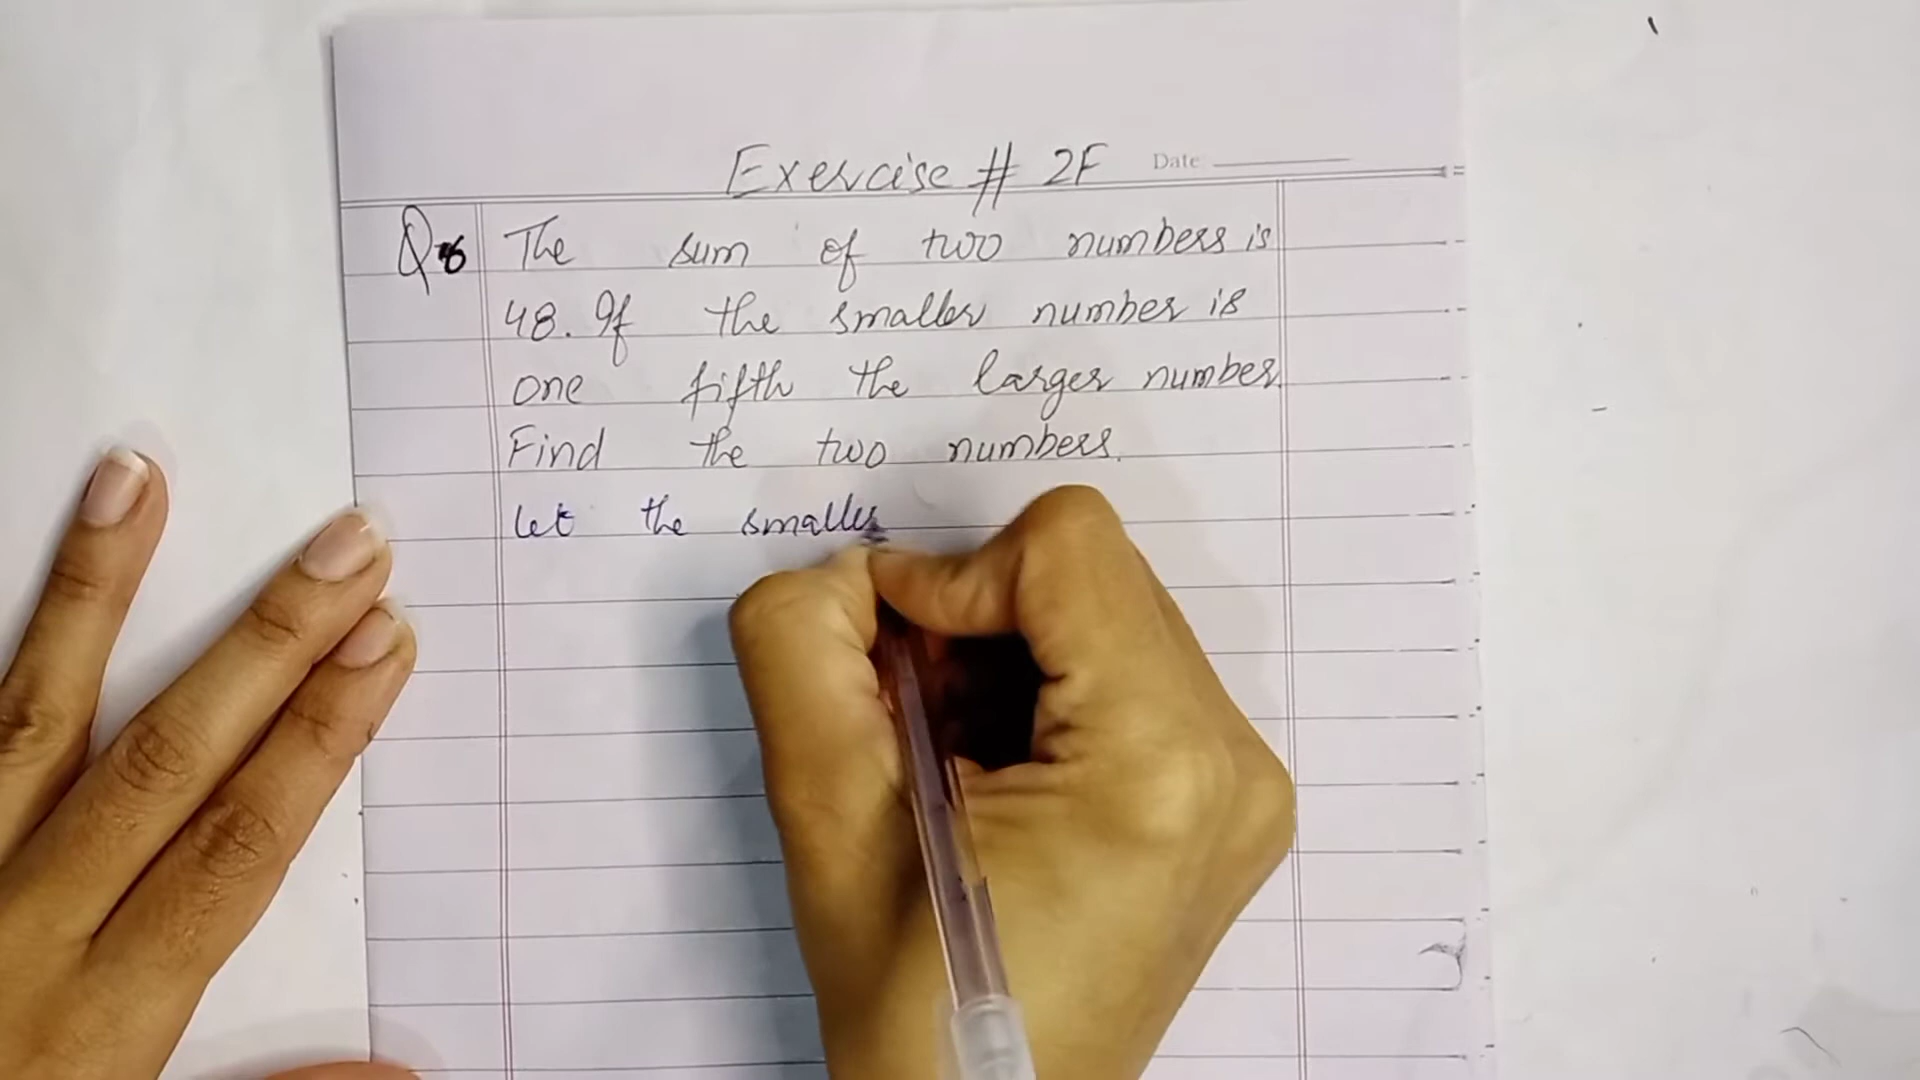 Exercise # 2F
Date
Q6 The sum of two numbers is
48. If the smaller number is
one fifth the larger number.
Find the two numbers.
let the smaller